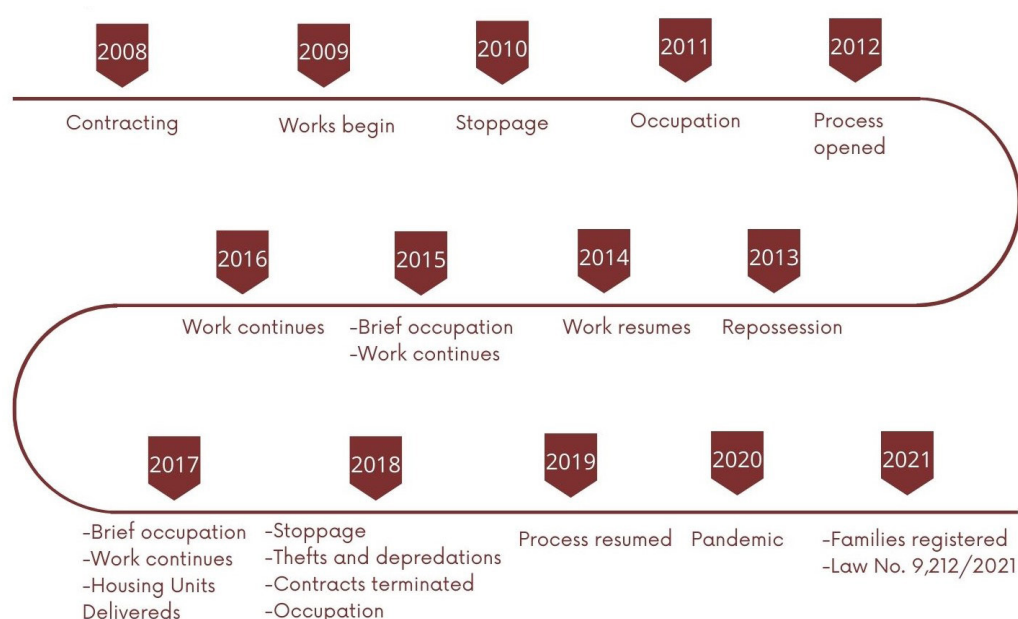 2008
2009
2010
2011
2012
Contracting
Works begin
Stoppage
Occupation
Process
opened
2016
2015
2014
2013
Work continues
-Brief occupation
-Work continues
Work resumes
Repossession
2017
2018
2019
2020
2021
-Brief occupation
-Work continues
-Housing Units
Delivereds
-Stoppage
-Thefts and depredations
-Contracts terminated
-Occupation
Process resumed
Pandemic
-Families registered
-Law No. 9,212/2021